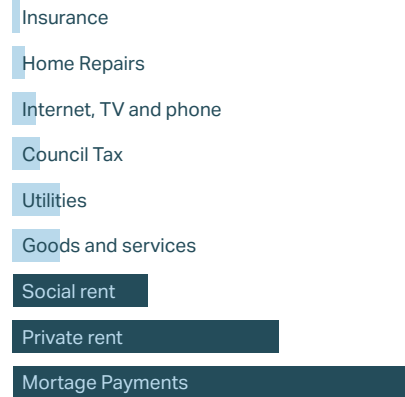 Insurance
Home Repairs
Internet, TV and phone
Council Tax
Utilities
Goods and services
Social rent
Private rent
Mortage Payments